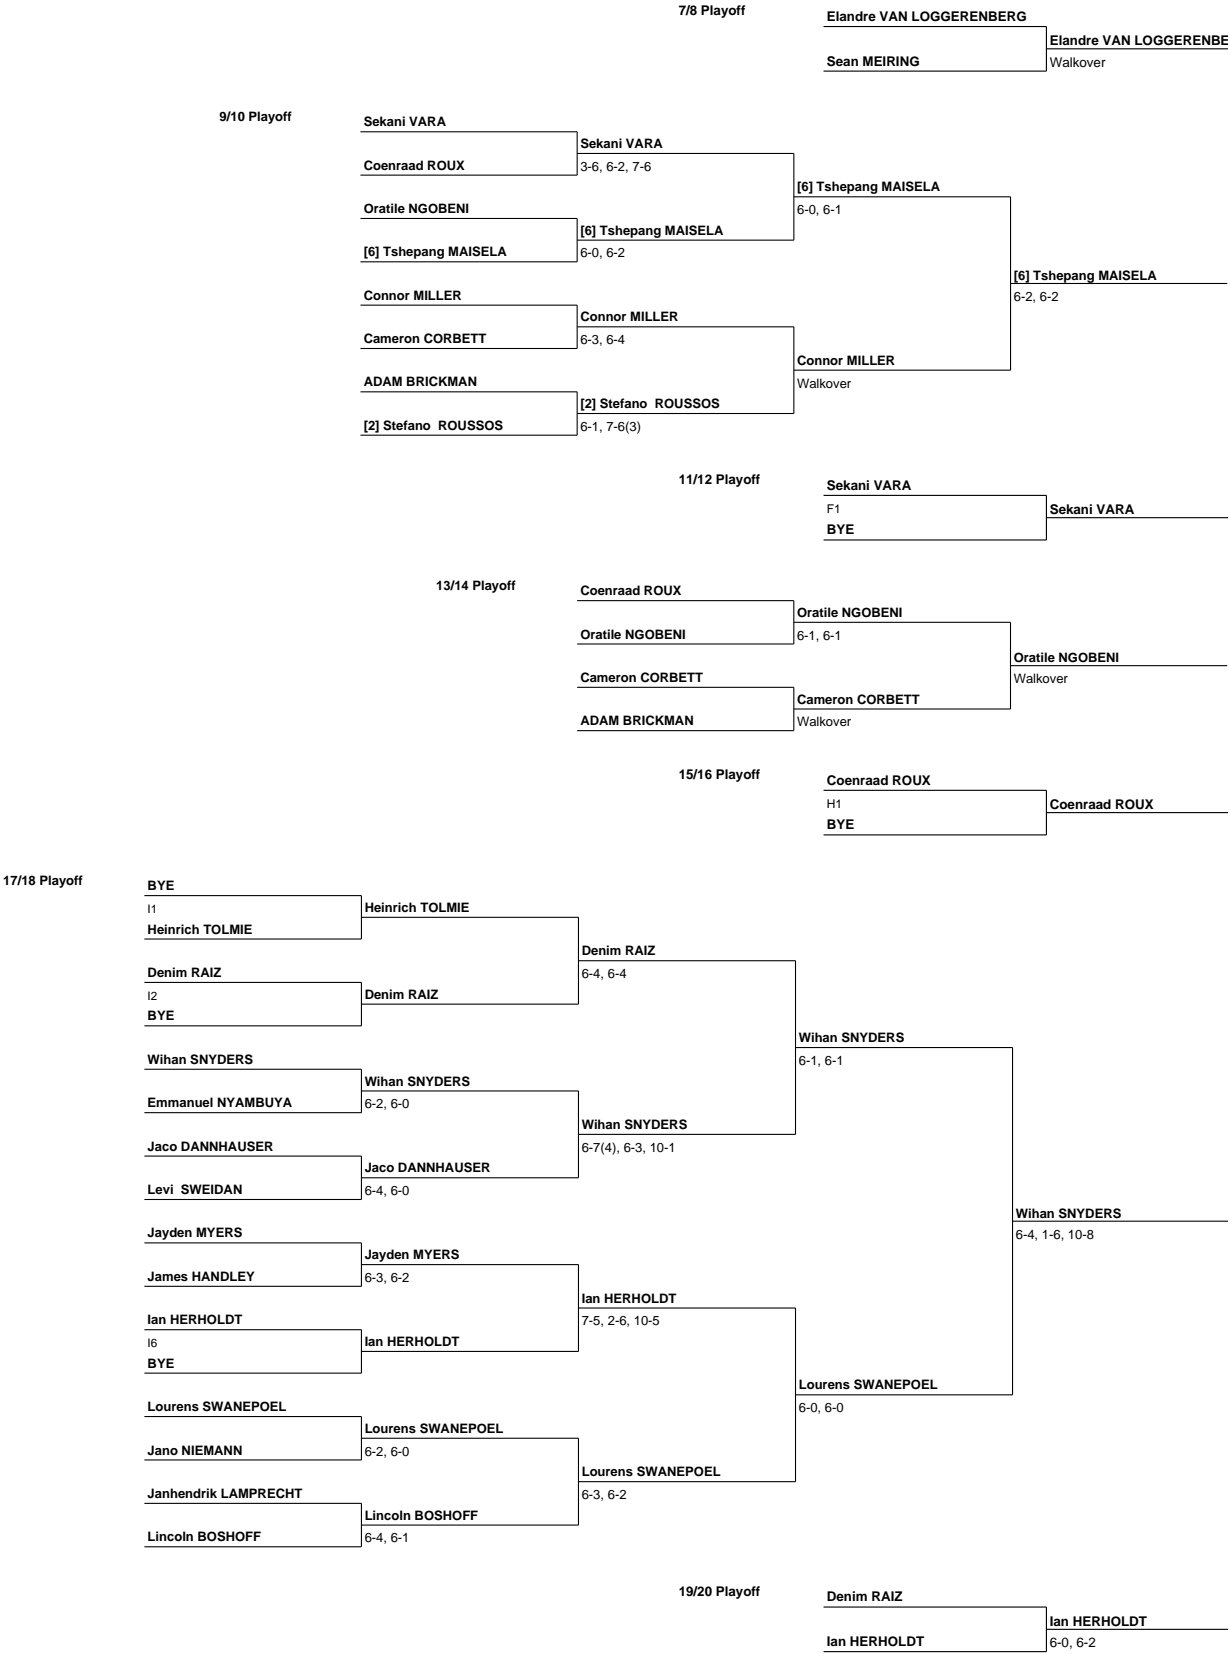 7/8 Playoff
Elandre VAN LOGGERENBERG
Elandre VAN LOGGERENBE
Sean MEIRING
Walkover
9/10 Playoff
Sekani VARA
Sekani VARA
Coenraad ROUX
3-6, 6-2, 7-6
[6] Tshepang MAISELA
Oratile NGOBENI
6-0, 6-1
[6] Tshepang MAISELA
[6] Tshepang MAISELA
6-0, 6-2
[6] Tshepang MAISELA
Connor MILLER
6-2, 6-2
Connor MILLER
Cameron CORBETT
6-3, 6-4
Connor MILLER
ADAM BRICKMAN
Walkover
[2] Stefano  ROUSSOS
[2] Stefano  ROUSSOS
6-1, 7-6(3)
11/12 Playoff
Sekani VARA
F1
Sekani VARA
BYE
13/14 Playoff
Coenraad ROUX
Oratile NGOBENI
Oratile NGOBENI
6-1, 6-1
Oratile NGOBENI
Cameron CORBETT
Walkover
Cameron CORBETT
ADAM BRICKMAN
Walkover
15/16 Playoff
Coenraad ROUX
H1
Coenraad ROUX
BYE
17/18 Playoff
BYE
I1
Heinrich TOLMIE
Heinrich TOLMIE
Denim RAIZ
Denim RAIZ
6-4, 6-4
I2
Denim RAIZ
BYE
Wihan SNYDERS
Wihan SNYDERS
6-1, 6-1
Wihan SNYDERS
Emmanuel NYAMBUYA
6-2, 6-0
Wihan SNYDERS
Jaco DANNHAUSER
6-7(4), 6-3, 10-1
Jaco DANNHAUSER
Levi  SWEIDAN
6-4, 6-0
Wihan SNYDERS
Jayden MYERS
6-4, 1-6, 10-8
Jayden MYERS
James HANDLEY
6-3, 6-2
Ian HERHOLDT
Ian HERHOLDT
7-5, 2-6, 10-5
I6
Ian HERHOLDT
BYE
Lourens SWANEPOEL
Lourens SWANEPOEL
6-0, 6-0
Lourens SWANEPOEL
Jano NIEMANN
6-2, 6-0
Lourens SWANEPOEL
Janhendrik LAMPRECHT
6-3, 6-2
Lincoln BOSHOFF
Lincoln BOSHOFF
6-4, 6-1
19/20 Playoff
Denim RAIZ
Ian HERHOLDT
Ian HERHOLDT
6-0, 6-2